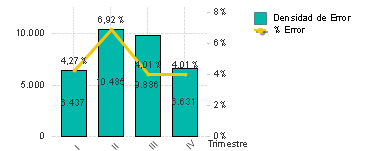 Densidad de Error
% Error
10.000
5.000
0
8%
6%
4%
2%
0%
4,27 %
6,92 %
4,01 %
4,01 %
6.437
10.486
9.886
6.631
I
II
III
IV
Trimestre